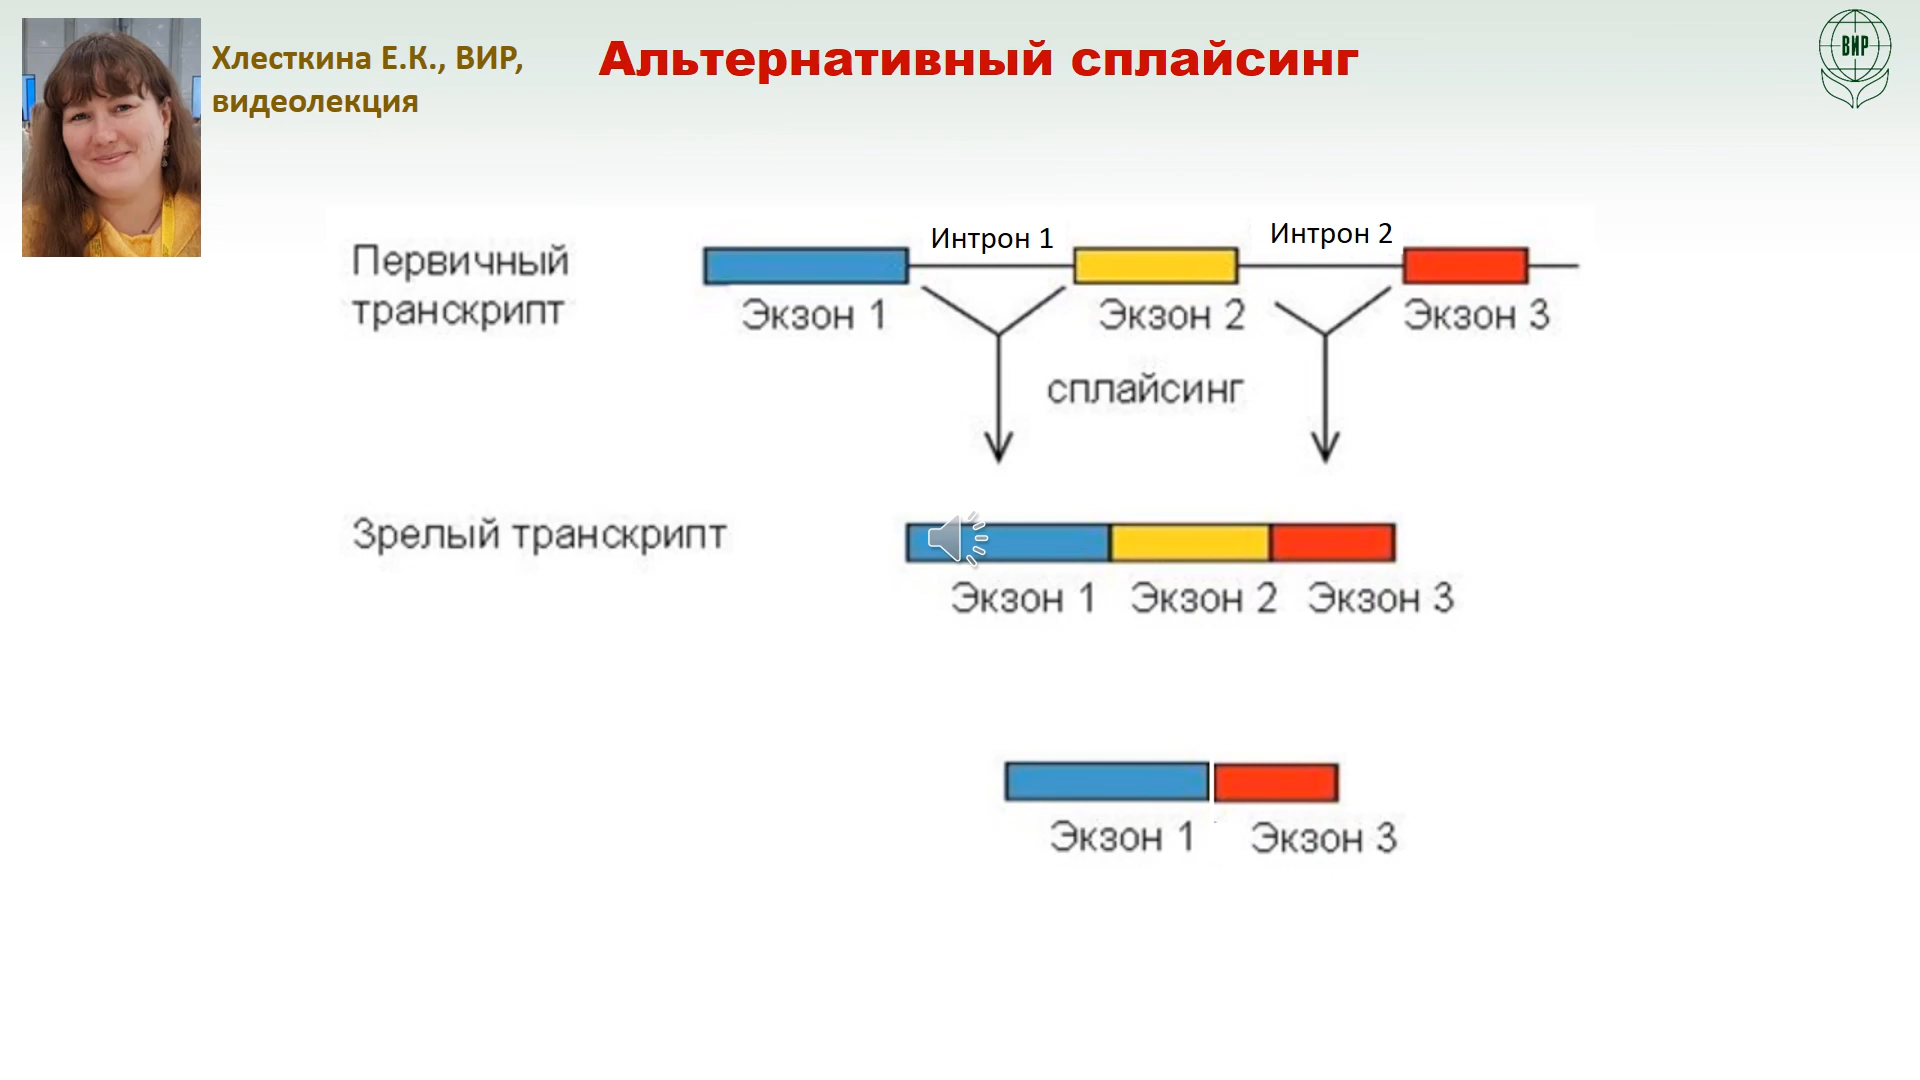 Хлесткина Е.К., ВИР,
видеолекция
Альтернативный сплайсинг
ВИР
Первичный
транскрипт
Интрон 1
Интрон 2
Экзон 1
Экзон 2
Экзон 3
сплайсинг
Зрелый транскрипт
Экзон 1
Экзон 2
Экзон 3
Экзон 1
Экзон 3